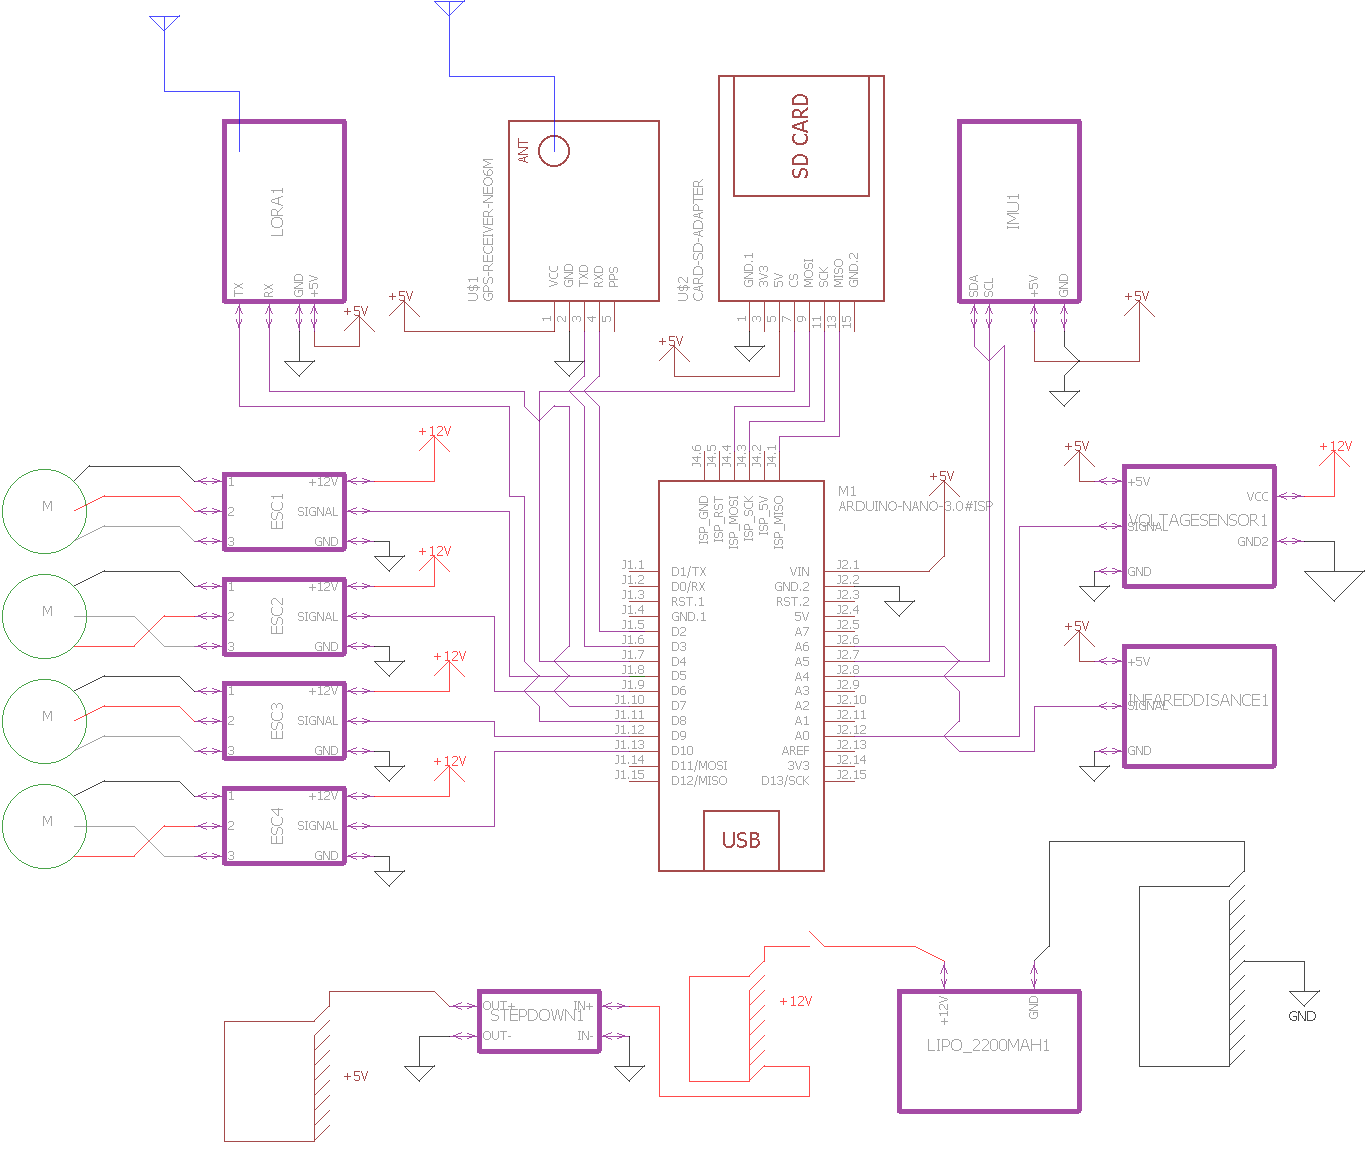 ANT
SD CARD
LORA1
TX
RX
GND
+5V
+5V
U$1
GPS-RECEIVER-NEO6M
VCC
GND
TXD
RXD
PPS
1
2
3
4
5
+5V
U$2
CARD-SD-ADAPTER
GND.1
3V3
5V
CS
MOSI
SCK
MISO
GND.2
1
3
5
7
9
11
13
15
+5V
IMU1
SDA
SCL
+5V
GND
+5V
M
1
2
3
ESC1
+12V
SIGNAL
GND
+12V
M
1
2
3
ESC2
+12V
SIGNAL
GND
+12V
M
1
2
3
ESC3
+12V
SIGNAL
GND
+12V
M
1
2
3
ESC4
+12V
SIGNAL
GND
+12V
J4.6
J4.5
J4.4
J4.3
J4.2
J4.1
ISP_GND
ISP_RST
ISP_MOSI
ISP_SCK
ISP_5V
ISP_MISO
M1
ARDUINO-NANO-3.0#ISP
+5V
J1.1 D1/TX VIN J2.1
J1.2 D0/RX GND.2 J2.2
J1.3 RST.1 RST.2 J2.3
J1.4 GND.1 5V J2.4
J1.5 D2 A7 J2.5
J1.6 D3 A6 J2.6
J1.7 D4 A5 J2.7
J1.8 D5 A4 J2.8
J1.9 D6 A3 J2.9
J1.10 D7 A2 J2.10
J1.11 D8 A1 J2.11
J1.12 D9 A0 J2.12
J1.13 D10 AREF J2.13
J1.14 D11/MOSI 3V3 J2.14
J1.15 D12/MISO D13/SCK J2.15
USB
+5V
+12V
+5V
VCC
SIGNAL
VOLTAGESENSOR1
GND2
GND
+5V
+5V
SIGNAL
INFAREDDISANCE1
GND
+5V
OUT+
IN+
STEPDOWN1
OUT-
IN-
+12V
+12V
GND
LIPO_2200MAH1
GND